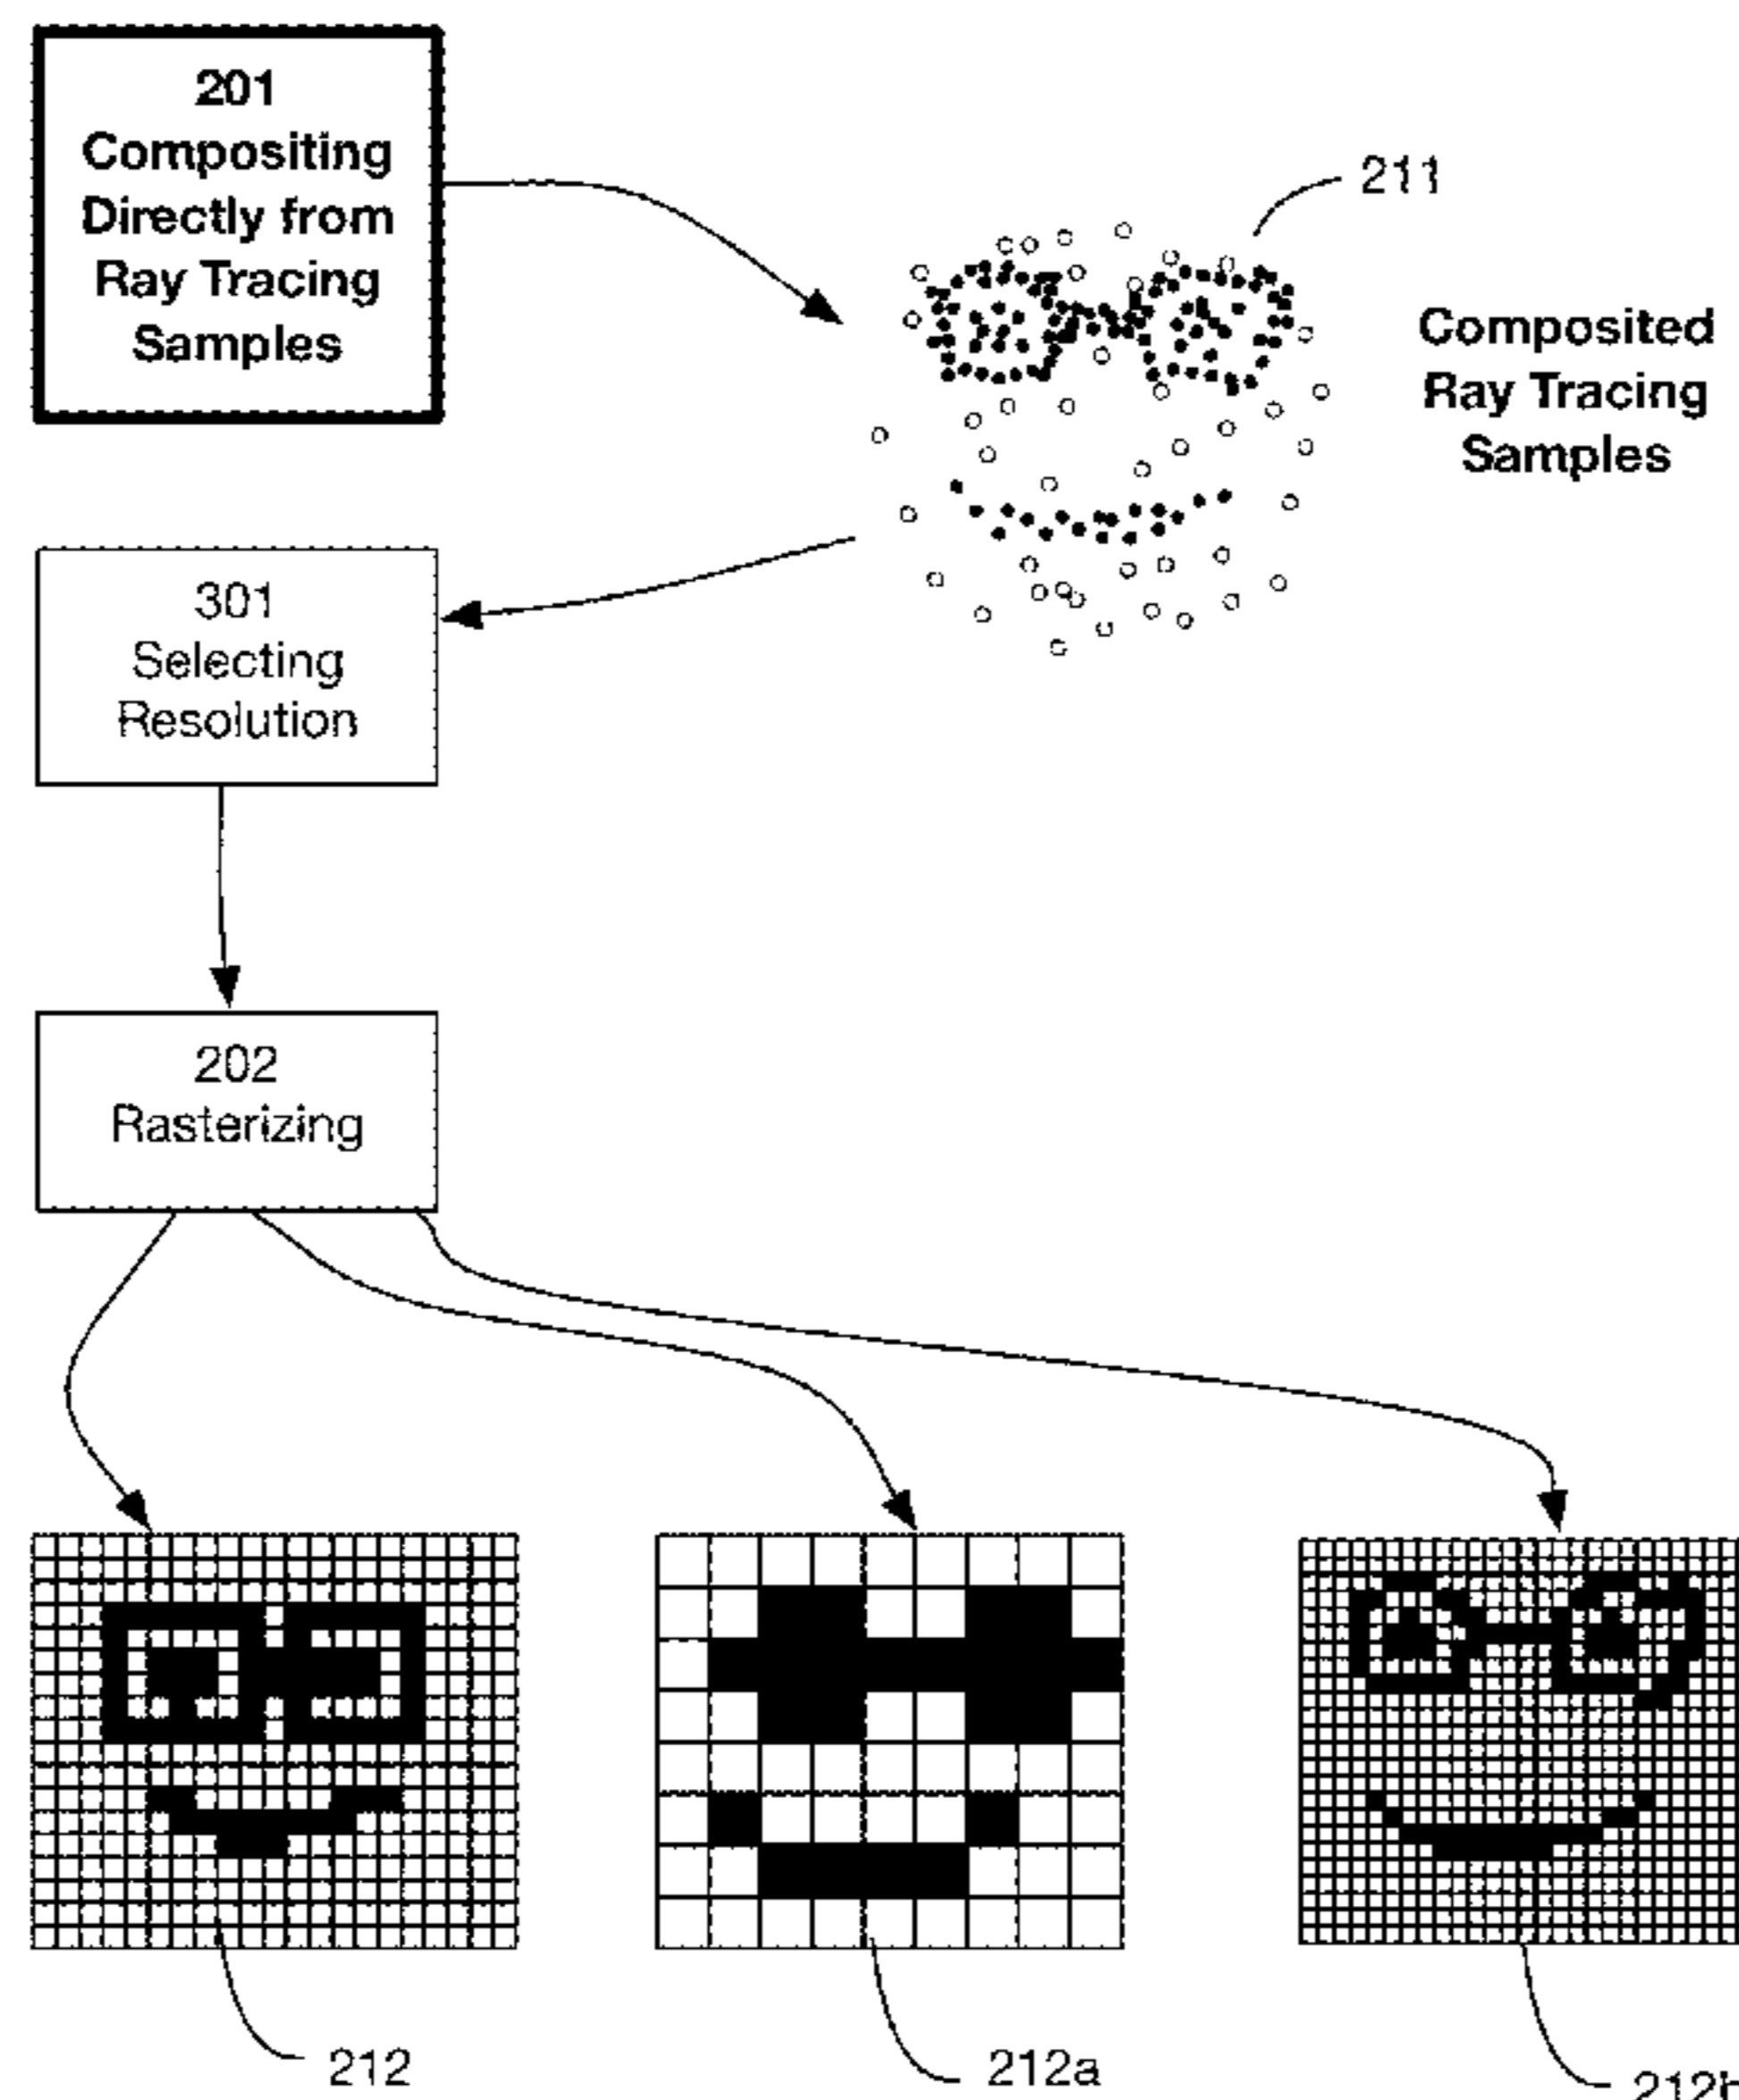 201
Compositing
Directly from
Ray Tracing
Samples
211
Composited
Ray Tracing
Samples
301
Selecting
Resolution
202
Rasterizing
212
212a
212b